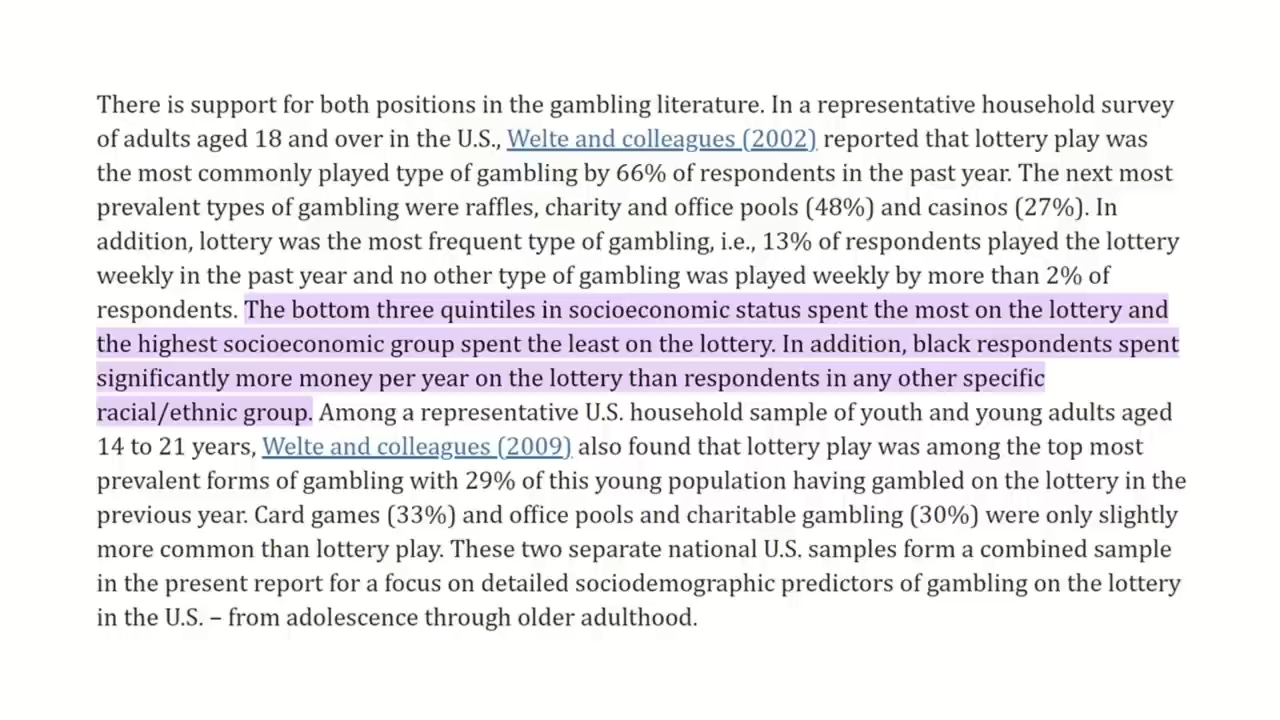 There is support for both positions in the gambling literature. In a representative household survey
of adults aged 18 and over in the U.S., Welte and colleagues (2002) reported that lottery play was
the most commonly played type of gambling by 66% of respondents in the past year. The next most
prevalent types of gambling were raffles, charity and office pools (48%) and casinos (27%). In
addition, lottery was the most frequent type of gambling, i.e., 13% of respondents played the lottery
weekly in the past year and no other type of gambling was played weekly by more than 2% of
respondents. The bottom three quintiles in socioeconomic status spent the most on the lottery and
the highest socioeconomic group spent the least on the lottery. In addition, black respondents spent
significantly more money per year on the lottery than respondents in any other specific
racial/ethnic group. Among a representative U.S. household sample of youth and young adults aged
14 to 21 years, Welte and colleagues (2009) also found that lottery play was among the top most
prevalent forms of gambling with 29% of this young population having gambled on the lottery in the
previous year. Card games (33%) and office pools and charitable gambling (30%) were only slightly
more common than lottery play. These two separate national U.S. samples form a combined sample
in the present report for a focus on detailed sociodemographic predictors of gambling on the lottery
in the U.S. – from adolescence through older adulthood.